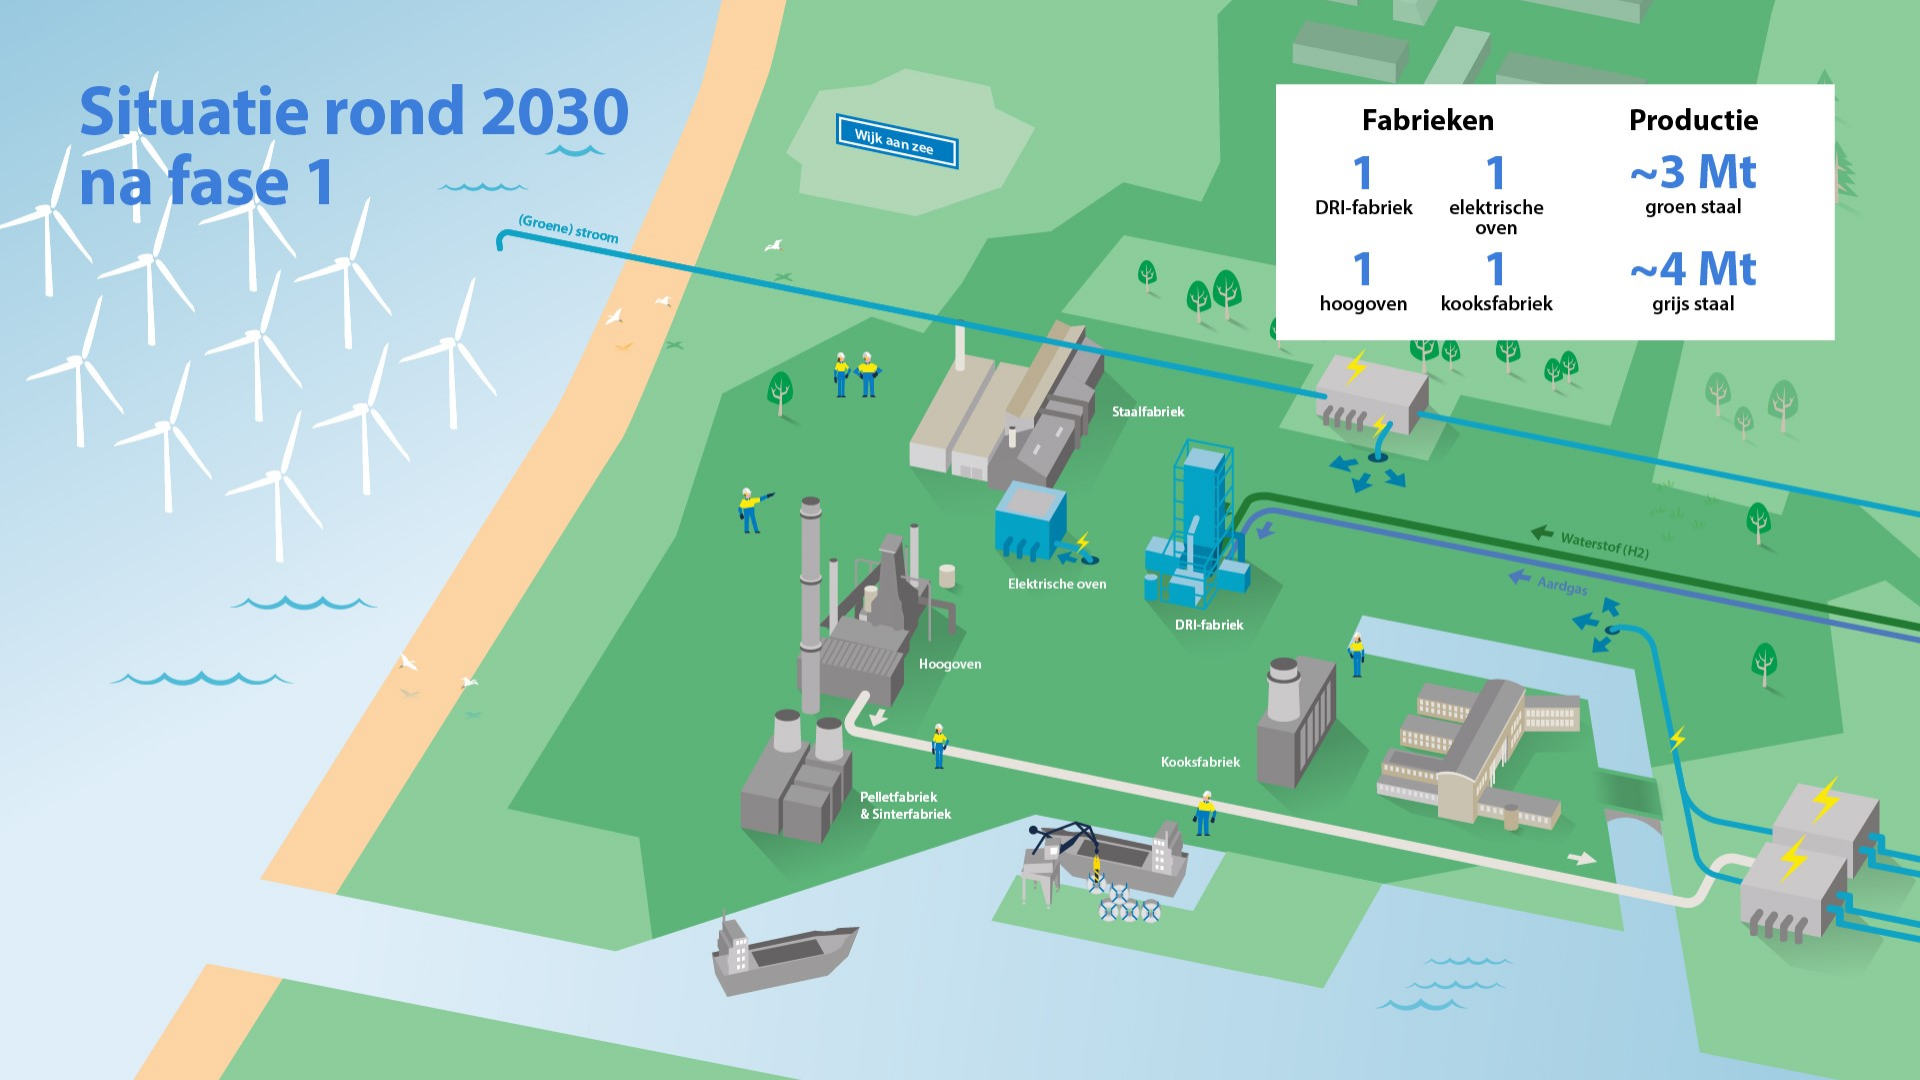 Situatie rond 2030
na fase 1
Wijk aan zee
(Groene) stroom
Fabrieken
Productie
1
1
~3 Mt
DRI-fabriek
elektrische
oven
groen staal
1
1
~4 Mt
hoogoven
kooksfabriek
grijs staal
Staalfabriek
Waterstof (H2)
Aardgas
Elektrische oven
DRI-fabriek
Hoogoven
Kooksfabriek
Pelletfabriek
& Sinterfabriek